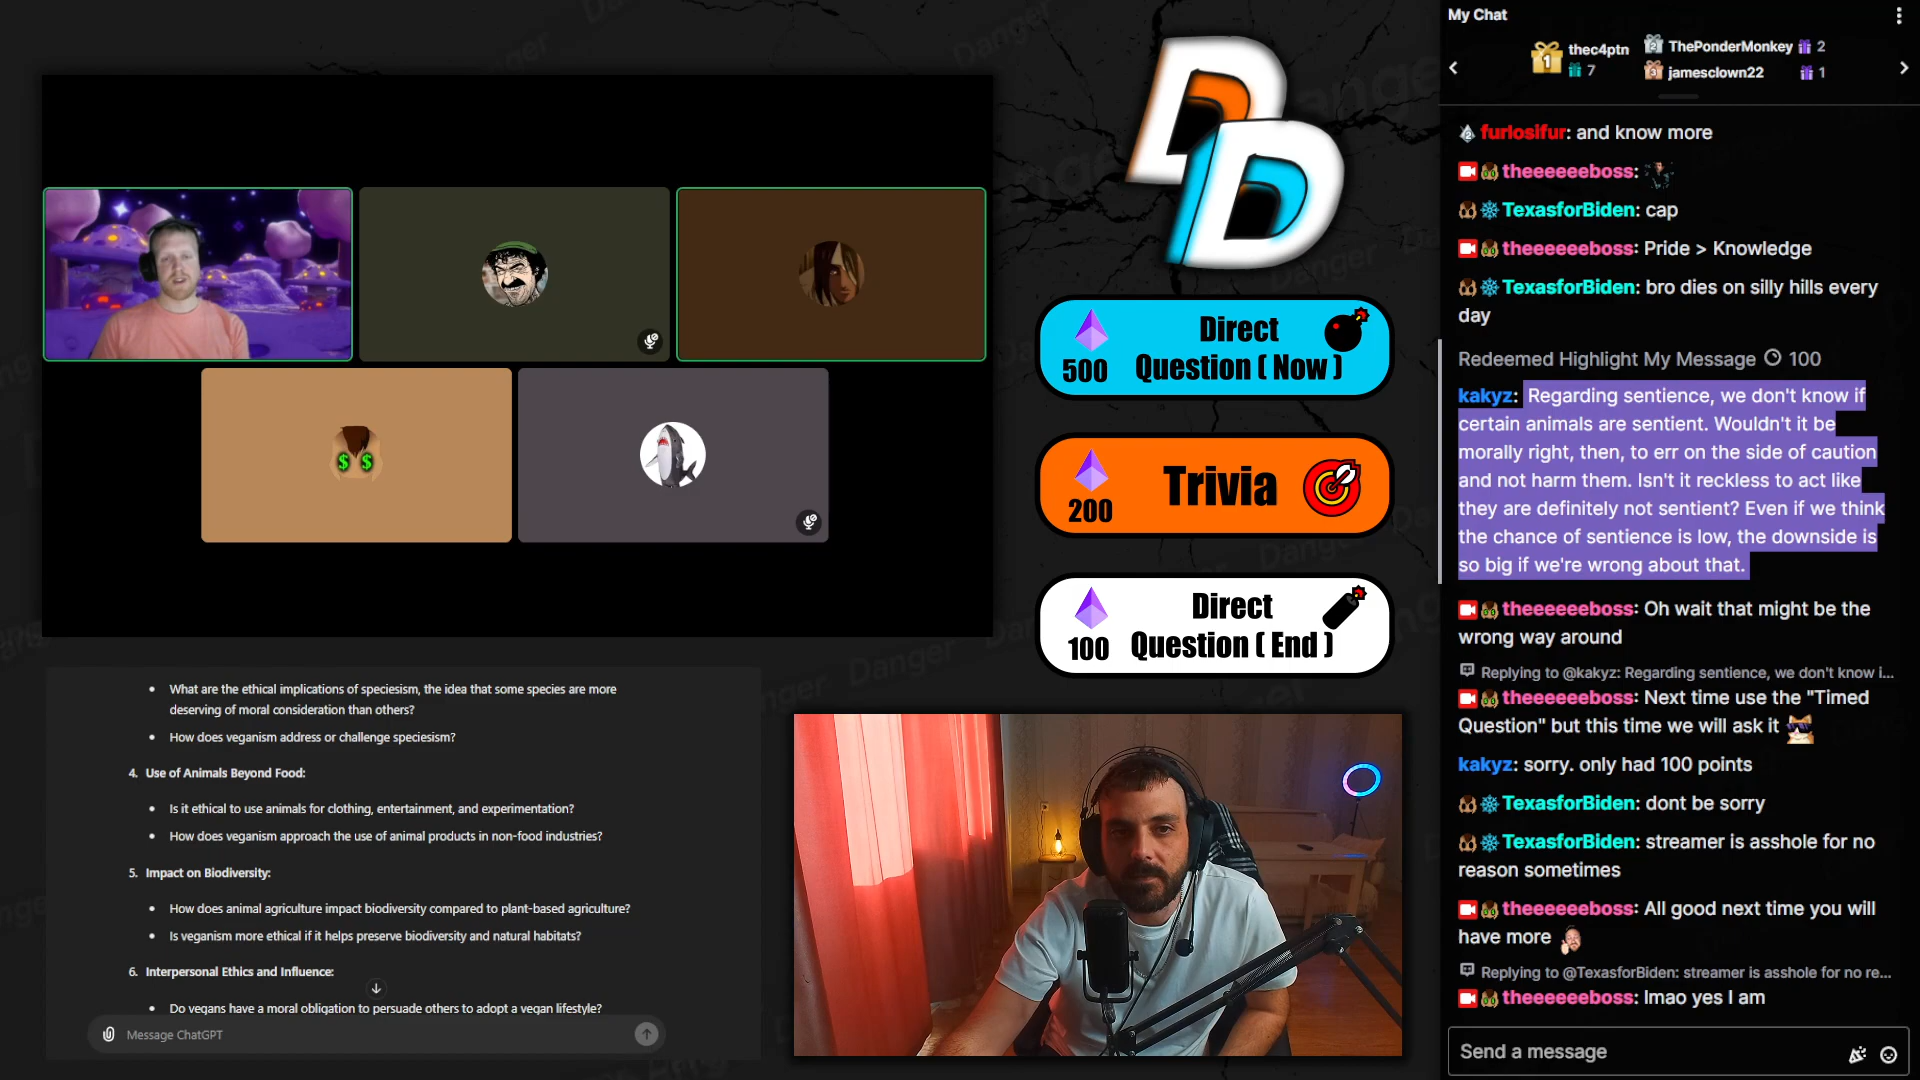 My Chat
thec4ptn
7
ThePonderMonkey 2
jamesclown22 1
furlosifur: and know more
theeeeeeboss:
TexasforBiden: cap
theeeeeeboss: Pride > Knowledge
TexasforBiden: bro dies on silly hills every
day
Redeemed Highlight My Message 100
kakyz: Regarding sentience, we don't know if
certain animals are sentient. Wouldn't it be
morally right, then, to err on the side of caution
and not harm them. Isn't it reckless to act like
they are definitely not sentient? Even if we think
the chance of sentience is low, the downside is
so big if we're wrong about that.
theeeeeeboss: Oh wait that might be the
wrong way around
Replying to @kakyz: Regarding sentience, we don't know i...
theeeeeeboss: Next time use the "Timed
Question" but this time we will ask it
kakyz: sorry. only had 100 points
TexasforBiden: dont be sorry
TexasforBiden: streamer is asshole for no
reason sometimes
theeeeeeboss: All good next time you will
have more
Replying to @TexasforBiden: streamer is asshole for no re...
theeeeeeboss: lmao yes I am
Send a message
DD
500
Direct
Question ( Now )
200
Trivia
100
Direct
Question ( End )
• What are the ethical implications of speciesism, the idea that some species are more
deserving of moral consideration than others?
• How does veganism address or challenge speciesism?
4. Use of Animals Beyond Food:
• Is it ethical to use animals for clothing, entertainment, and experimentation?
• How does veganism approach the use of animal products in non-food industries?
5. Impact on Biodiversity:
• How does animal agriculture impact biodiversity compared to plant-based agriculture?
• Is veganism more ethical if it helps preserve biodiversity and natural habitats?
6. Interpersonal Ethics and Influence:
• Do vegans have a moral obligation to persuade others to adopt a vegan lifestyle?
Message ChatGPT